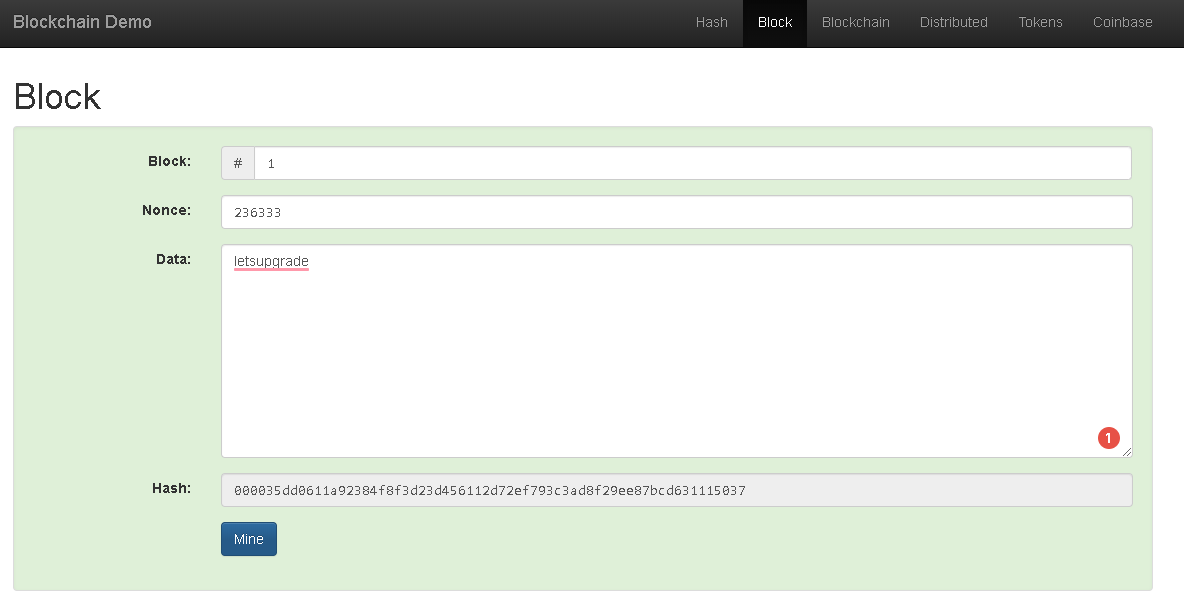 Blockchain Demo Hash Block Blockchain Distributed Tokens Coinbase
Block
Block: # 1
Nonce: 236333
Data: letsupgrade
1
Hash: 000035dd0611a92384f8f3d23d456112d72ef793c3ad8f29ee87bcd631115037
Mine